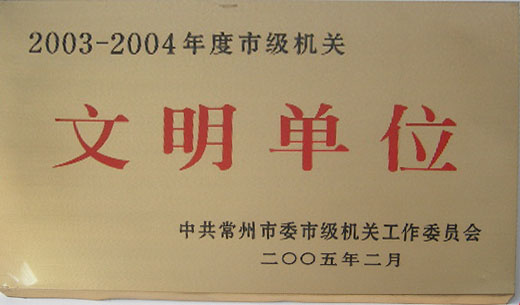 2003-2004年度市级机关
文明单位
中共常州市委市级机关工作委员会
二〇〇五年二月